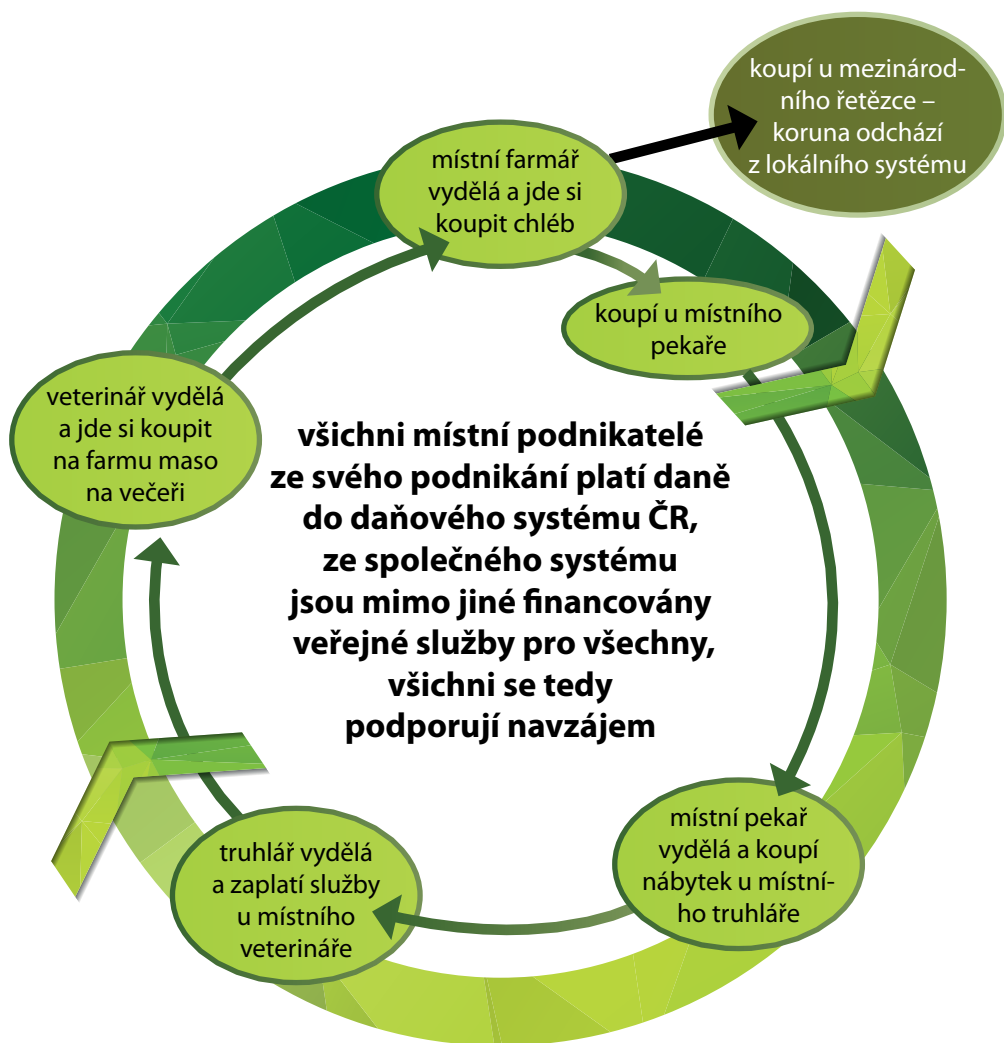 koupí u mezinárod-
ního řetězce –
koruna odchází
z lokálního systému
místní farmář
vydělá a jde si
koupit chléb
koupí u místního
pekaře
veterinář vydělá
a jde si koupit
na farmu maso
na večeři
všichni místní podnikatelé
ze svého podnikání platí daně
do daňového systému ČR,
ze společného systému
jsou mimo jiné financovány
veřejné služby pro všechny,
všichni se tedy
podporují navzájem
místní pekař
vydělá a koupí
nábytek u místní-
ho truhláře
truhlář vydělá
a zaplatí služby
u místního
veterináře